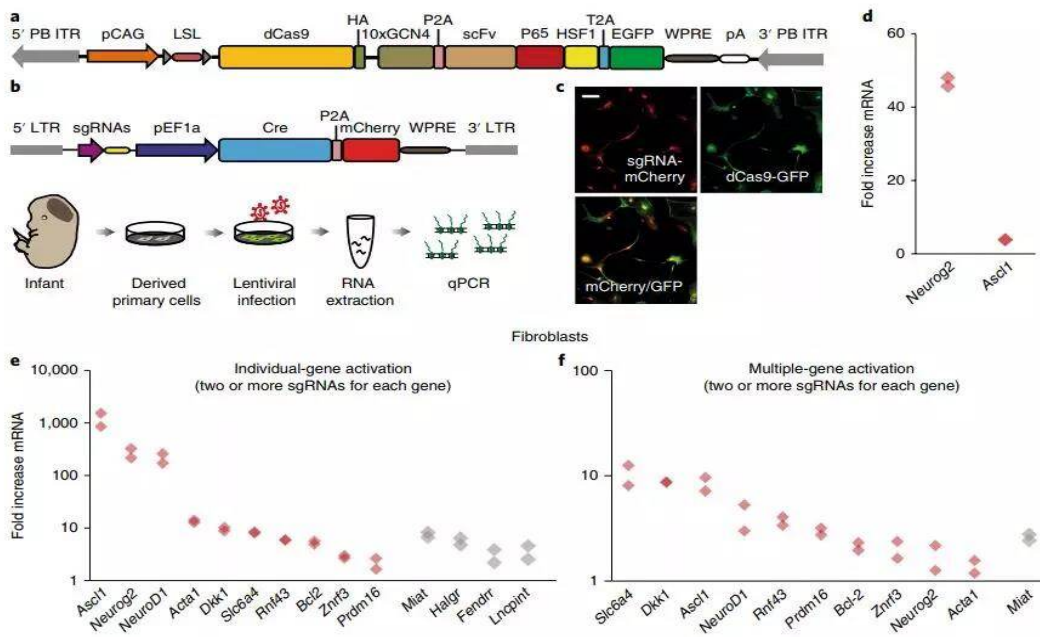 a
5′ PB ITR pCAG LSL dCas9 HA 10xGCN4 P2A scFv P65 HSF1 T2A EGFP WPRE pA 3′ PB ITR
b
5′ LTR sgRNAs pEF1a Cre P2A mCherry WPRE 3′ LTR
Infant
Derived
primary cells
Lentiviral
infection
RNA
extraction
qPCR
c
sgRNA-
mCherry
dCas9-GFP
mCherry/GFP
d
Fold increase mRNA
60
40
20
0
Neurog2 Ascl1
Fibroblasts
e
Individual-gene activation
(two or more sgRNAs for each gene)
Fold increase mRNA
10,000
1,000
100
10
1
Ascl1 Neurog2 NeuroD1 Acta1 Dkk1 Slc6a4 Rnf43 Bcl2 Znf3 Prdm16 Miat Halgr Fendrr Lncpint
f
Multiple-gene activation
(two or more sgRNAs for each gene)
100
10
1
Slc6a4 Dkk1 Ascl1 NeuroD1 Rnf43 Prdm16 Bcl-2 Znf3 Neurog2 Acta1 Miat